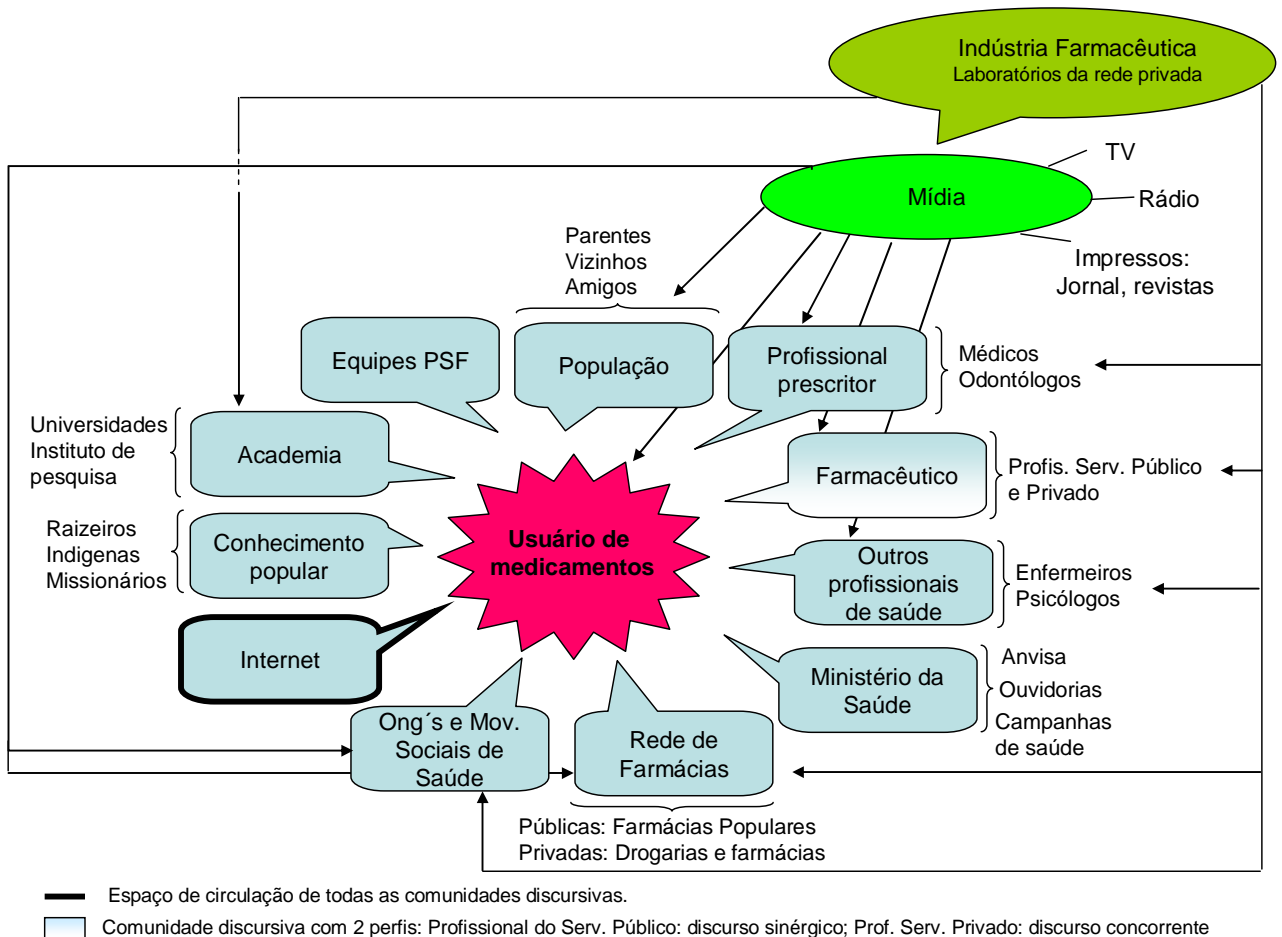 Indústria Farmacêutica
Laboratórios da rede privada
TV
Mídia
Rádio
Impressos:
Jornal, revistas
Parentes
Vizinhos
Amigos
Equipes PSF
População
Profissional
prescritor
Médicos
Odontólogos
Universidades
Instituto de
pesquisa
Academia
Farmacêutico
Profis. Serv. Público
e Privado
Raizeiros
Indigenas
Missionários
Conhecimento
popular
Usuário de
medicamentos
Outros
profissionais
de saúde
Enfermeiros
Psicólogos
Internet
Ministério da
Saúde
Anvisa
Ouvidorias
Campanhas
de saúde
Ong´s e Mov.
Sociais de
Saúde
Rede de
Farmácias
Públicas: Farmácias Populares
Privadas: Drogarias e farmácias
Espaço de circulação de todas as comunidades discursivas.
Comunidade discursiva com 2 perfis: Profissional do Serv. Público: discurso sinérgico; Prof. Serv. Privado: discurso concorrente